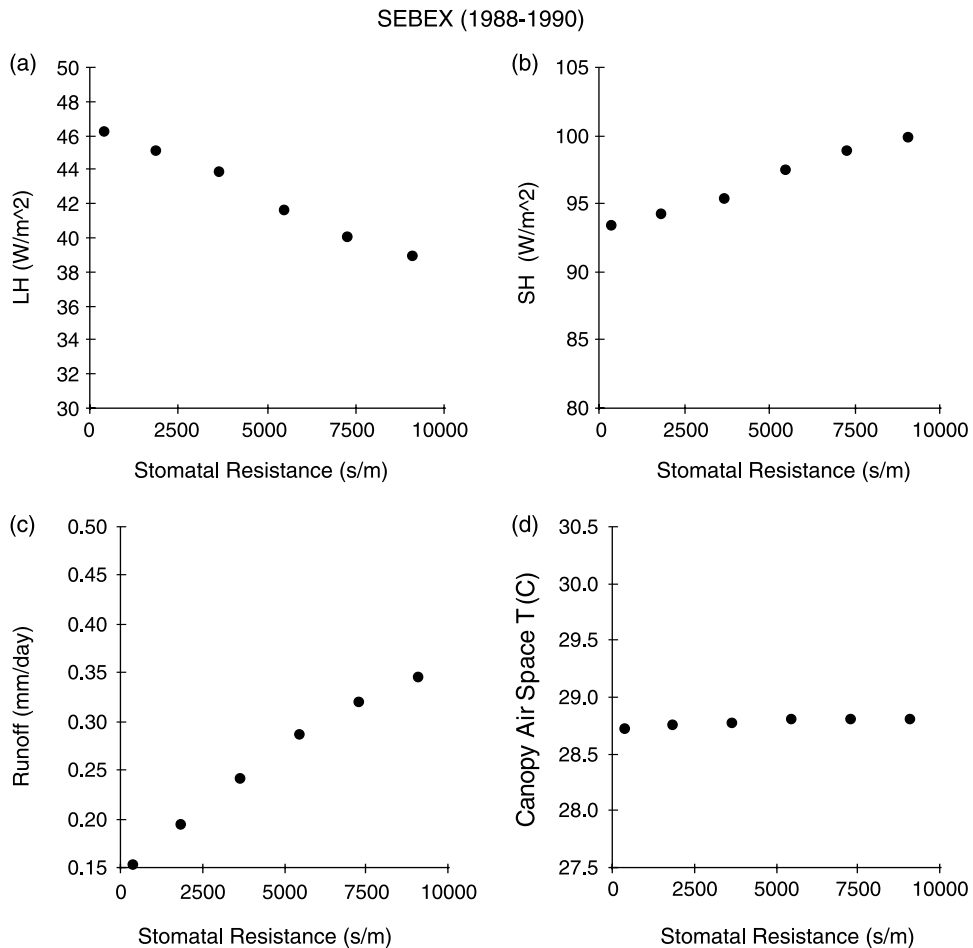 SEBEX (1988-1990)
(a)
50
48
46
44
42
40
38
36
34
32
30
LH (W/m^2)
0 2500 5000 7500 10000
Stomatal Resistance (s/m)
(b)
105
100
95
90
85
80
SH (W/m^2)
0 2500 5000 7500 10000
Stomatal Resistance (s/m)
(c)
0.50
0.45
0.40
0.35
0.30
0.25
0.20
0.15
Runoff (mm/day)
0 2500 5000 7500 10000
Stomatal Resistance (s/m)
(d)
30.5
30.0
29.5
29.0
28.5
28.0
27.5
Canopy Air Space T (C)
0 2500 5000 7500 10000
Stomatal Resistance (s/m)